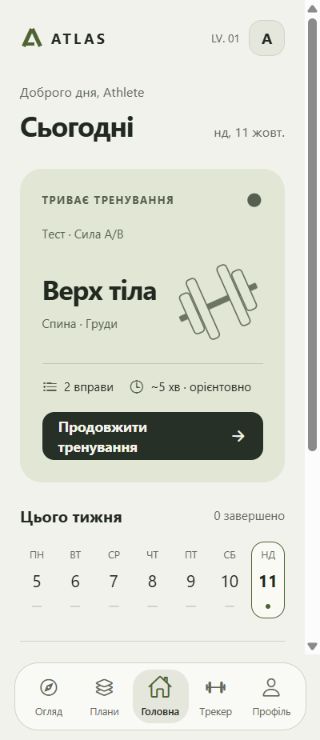 ATLAS
LV. 01
A
Доброго дня, Athlete
Сьогодні
нд, 11 жовт.
ТРИВАЄ ТРЕНУВАННЯ
Тест · Сила А/В
Верх тіла
Спина · Груди
2 вправи
~5 хв · орієнтовно
Продовжити
тренування
Цього тижня
0 завершено
ПН ВТ СР ЧТ ПТ СБ НД
5 6 7 8 9 10 11
Огляд Плани Головна Трекер Профіль